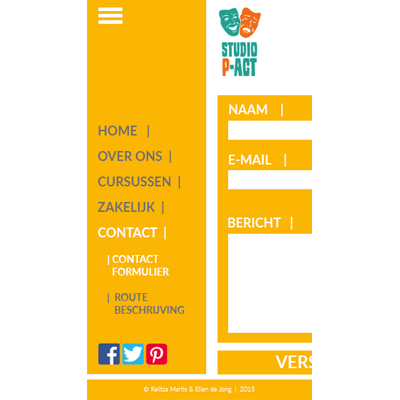 STUDIO
P-ACT
HOME |
OVER ONS |
CURSUSSEN |
ZAKELIJK |
CONTACT |
| CONTACT
FORMULIER
| ROUTE
BESCHRIJVING
NAAM |
E-MAIL |
BERICHT |
VERS
© Ralitza Martis & Ellen de Jong | 2015